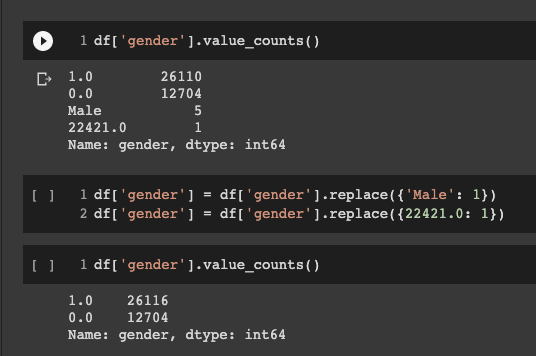 1 df['gender'].value_counts()
1.0 26110
0.0 12704
Male 5
22421.0 1
Name: gender, dtype: int64
[ ] 1 df['gender'] = df['gender'].replace({'Male': 1})
2 df['gender'] = df['gender'].replace({22421.0: 1})
[ ] 1 df['gender'].value_counts()
1.0 26116
0.0 12704
Name: gender, dtype: int64